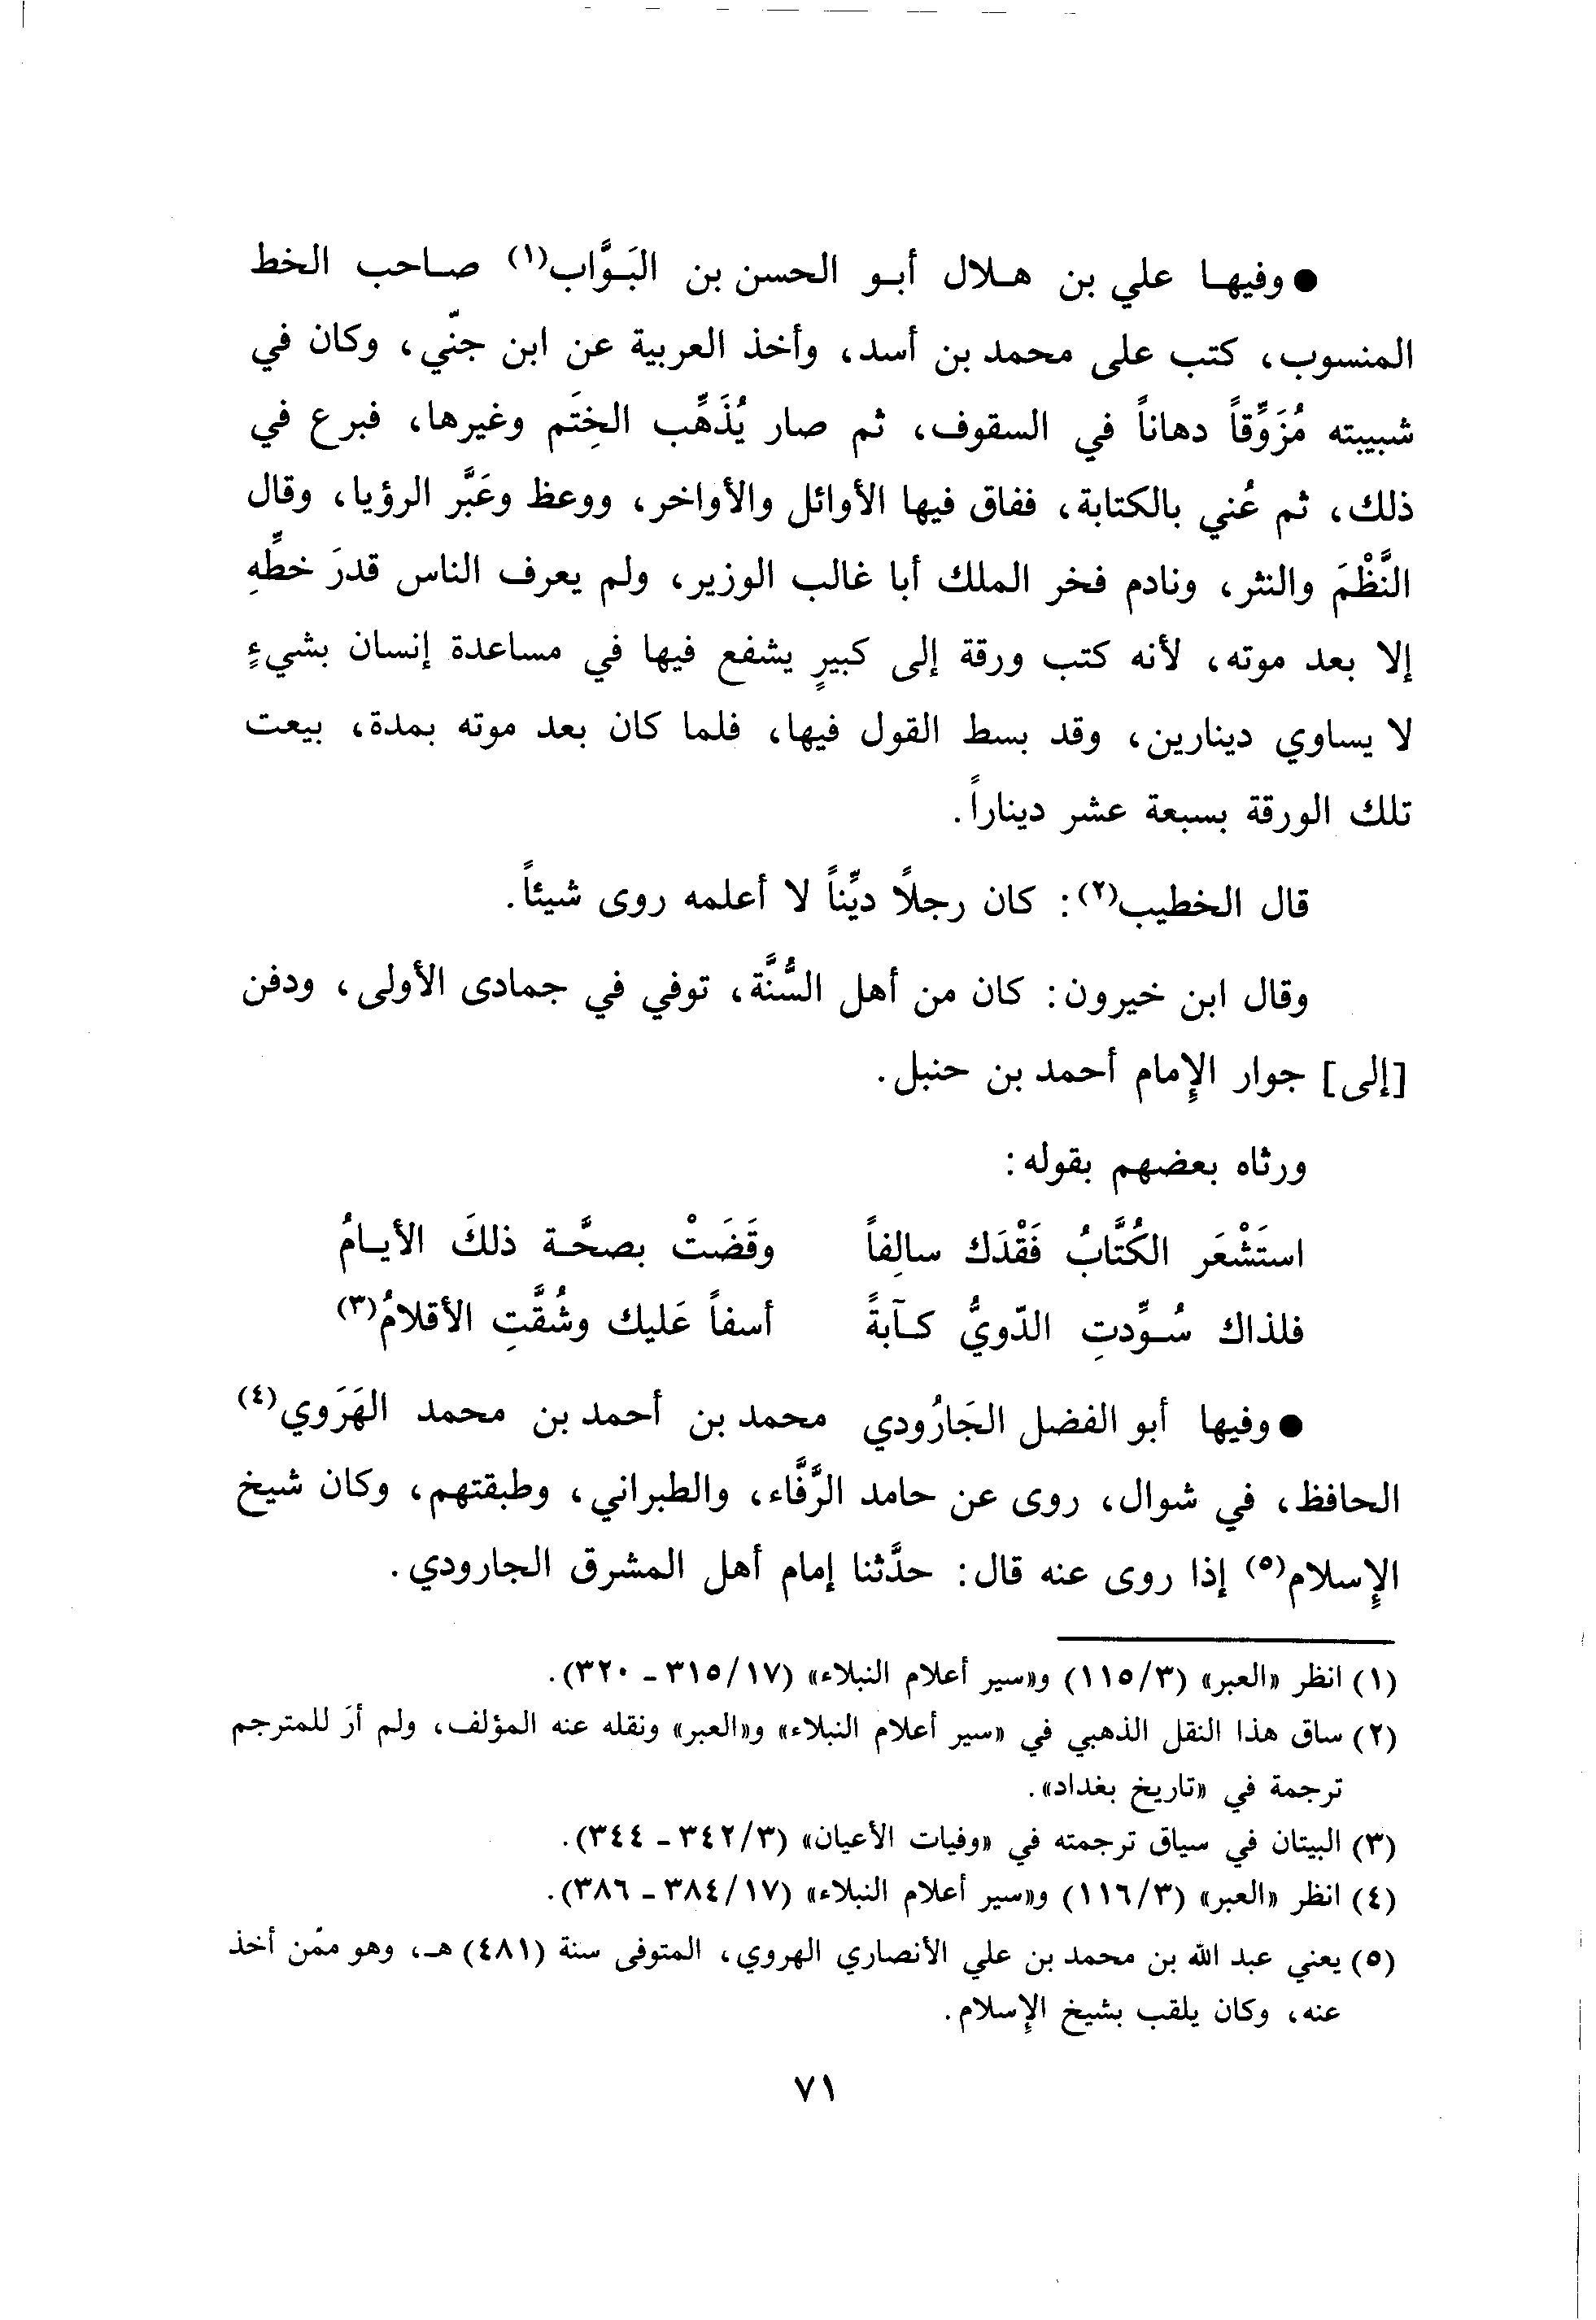 ● وفيها علي بن هلال أبو الحسن بن البَوَّاب(١) صاحب الخط
المنسوب، كتب على محمد بن أسد، وأخذ العربية عن ابن جنّي، وكان في
شبيبته مُزَوِّقاً دهاناً في السقوف، ثم صار يُذَهِّب الخِتَم وغيرها، فبرع في
ذلك، ثم عُني بالكتابة، ففاق فيها الأوائل والأواخر، ووعظ وعَبَّر الرؤيا، وقال
النَّظْمَ والنثر، ونادم فخر الملك أبا غالب الوزير، ولم يعرف الناس قدرَ خطِّهِ
إلا بعد موته، لأنه كتب ورقة إلى كبيرٍ يشفع فيها في مساعدة إنسان بشيءٍ
لا يساوي دينارين، وقد بسط القول فيها، فلما كان بعد موته بمدة، بيعت
تلك الورقة بسبعة عشر ديناراً.
قال الخطيب(٢): كان رجلاً ديِّناً لا أعلمه روى شيئاً.
وقال ابن خيرون: كان من أهل السُّنَّة، توفي في جمادى الأولى، ودفن
[إلى] جوار الإِمام أحمد بن حنبل.
ورثاه بعضهم بقوله:
استَشْعَر الكُتَّابُ فَقْدَك سالِفاً وقَضَتْ بصحَّة ذلكَ الأيامُ
فلذاك سُوِّدتِ الدّويُّ كآبةً أسفاً عَليك وشُقَّتِ الأقلامُ(٣)
● وفيها أبو الفضل الجَارُودي محمد بن أحمد بن محمد الهَرَوي(٤)
الحافظ، في شوال، روى عن حامد الرَّفَّاء، والطبراني، وطبقتهم، وكان شيخ
الإِسلام(٥) إذا روى عنه قال: حدَّثنا إمام أهل المشرق الجارودي.
(١) انظر «العبر» (٣/١١٥) و«سير أعلام النبلاء» (١٧/٣١٥ - ٣٢٠).
(٢) ساق هذا النقل الذهبي في «سير أعلام النبلاء» و«العبر» ونقله عنه المؤلف، ولم أرَ للمترجم
ترجمة في «تاريخ بغداد».
(٣) البيتان في سياق ترجمته في «وفيات الأعيان» (٣/٣٤٢ - ٣٤٤).
(٤) انظر «العبر» (٣/١١٦) و«سير أعلام النبلاء» (١٧/٣٨٤ - ٣٨٦).
(٥) يعني عبد الله بن محمد بن علي الأنصاري الهروي، المتوفى سنة (٤٨١) هـ، وهو ممّن أخذ
عنه، وكان يلقب بشيخ الإِسلام.
٧١